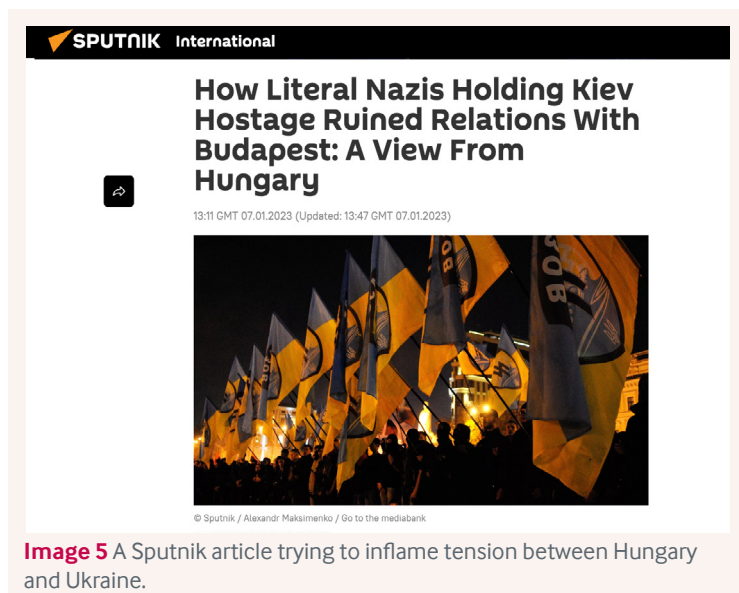 SPUTNIK International
How Literal Nazis Holding Kiev
Hostage Ruined Relations With
Budapest: A View From
Hungary
13:11 GMT 07.01.2023 (Updated: 13:47 GMT 07.01.2023)
© Sputnik / Alexandr Maksimenko / Go to the mediabank
Image 5 A Sputnik article trying to inflame tension between Hungary
and Ukraine.